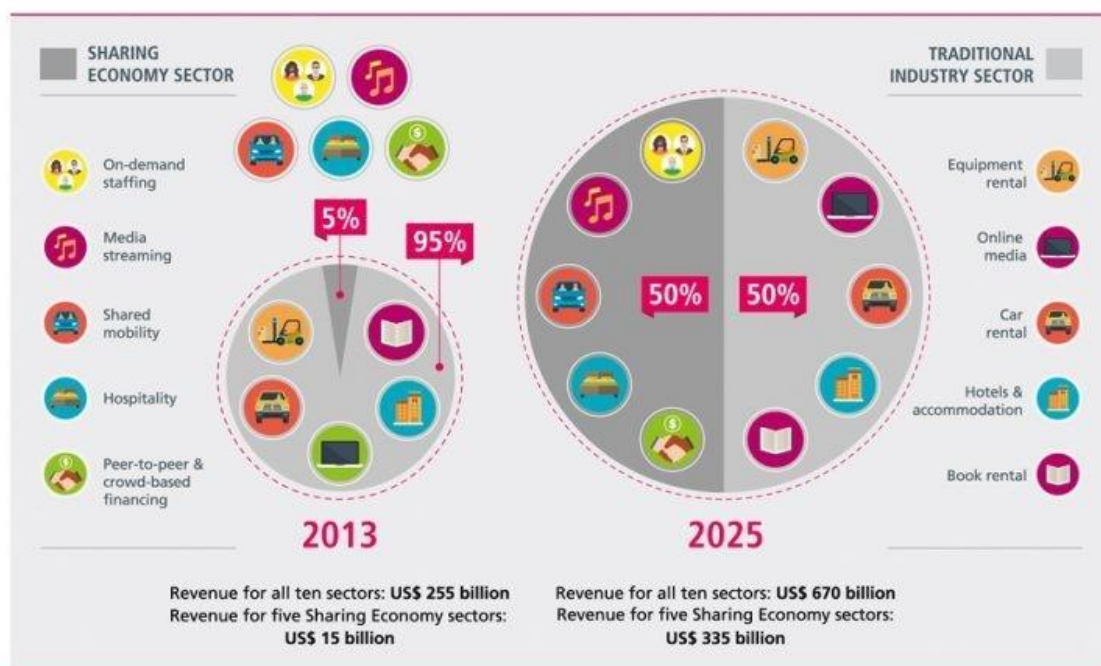 SHARING
ECONOMY SECTOR
On-demand
staffing
Media
streaming
Shared
mobility
Hospitality
Peer-to-peer &
crowd-based
financing
5%
95%
2013
Revenue for all ten sectors: US$ 255 billion
Revenue for five Sharing Economy sectors:
US$ 15 billion
50%
50%
2025
Revenue for all ten sectors: US$ 670 billion
Revenue for five Sharing Economy sectors:
US$ 335 billion
TRADITIONAL
INDUSTRY SECTOR
Equipment
rental
Online
media
Car
rental
Hotels &
accommodation
Book rental